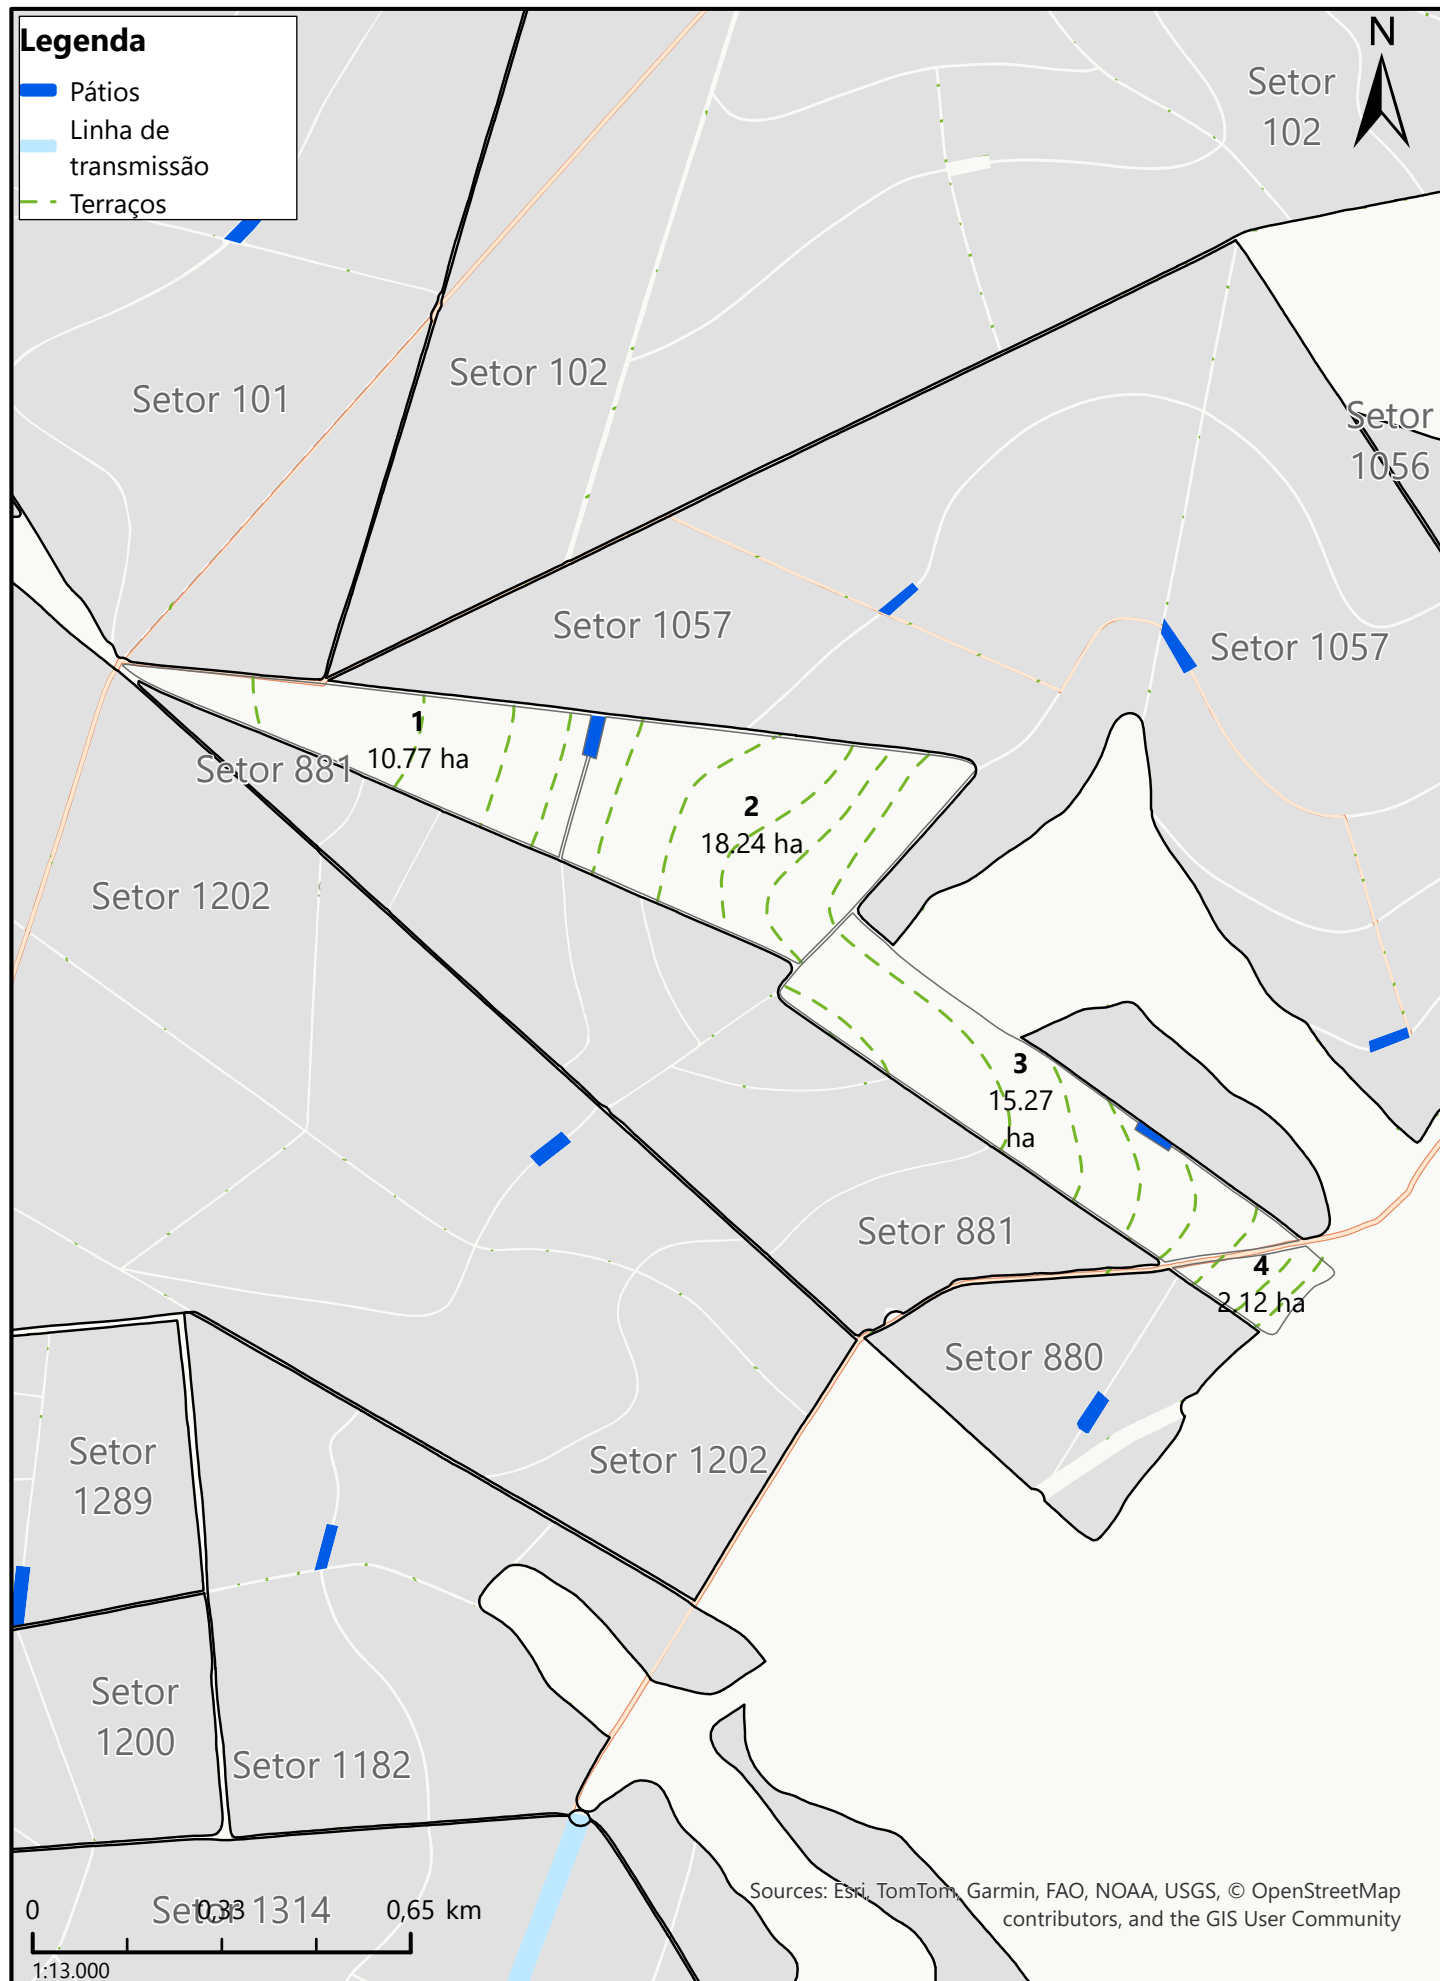 Legenda
Pátios
Linha de
transmissão
Terraços
N
Setor
102
Setor 101
Setor 102
Setor
1056
Setor 1057
Setor 1057
1
10.77 ha
Setor 881
2
18.24 ha
Setor 1202
3
15.27
ha
Setor 881
4
2.12 ha
Setor 880
Setor
1289
Setor 1202
Setor
1200
Setor 1182
Setor 1314
0 0,33 0,65 km
1:13.000
Sources: Esri, TomTom, Garmin, FAO, NOAA, USGS, © OpenStreetMap
contributors, and the GIS User Community